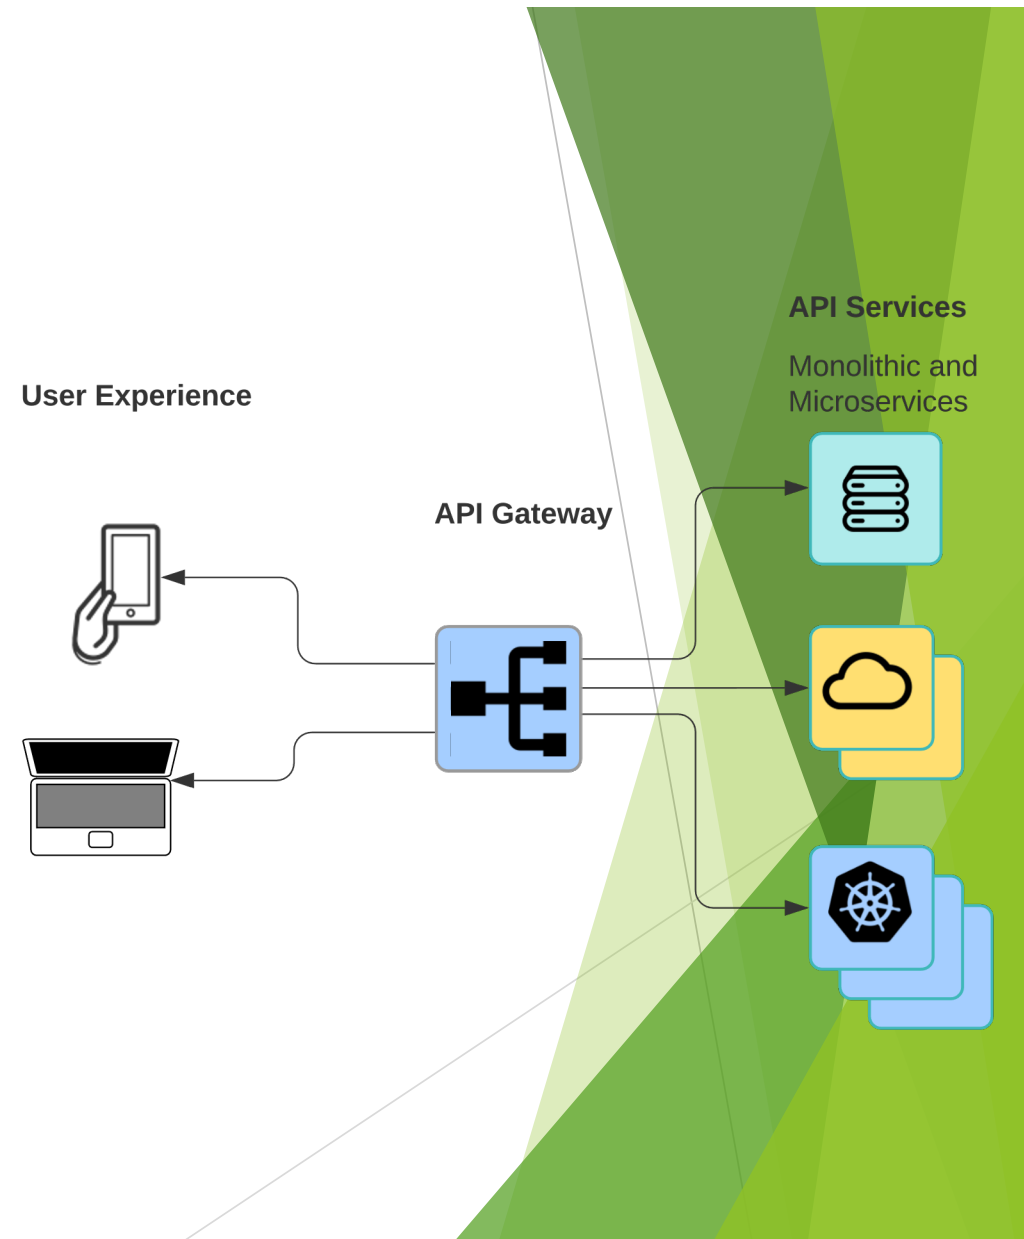 API Services
Monolithic and
Microservices
User Experience
API Gateway